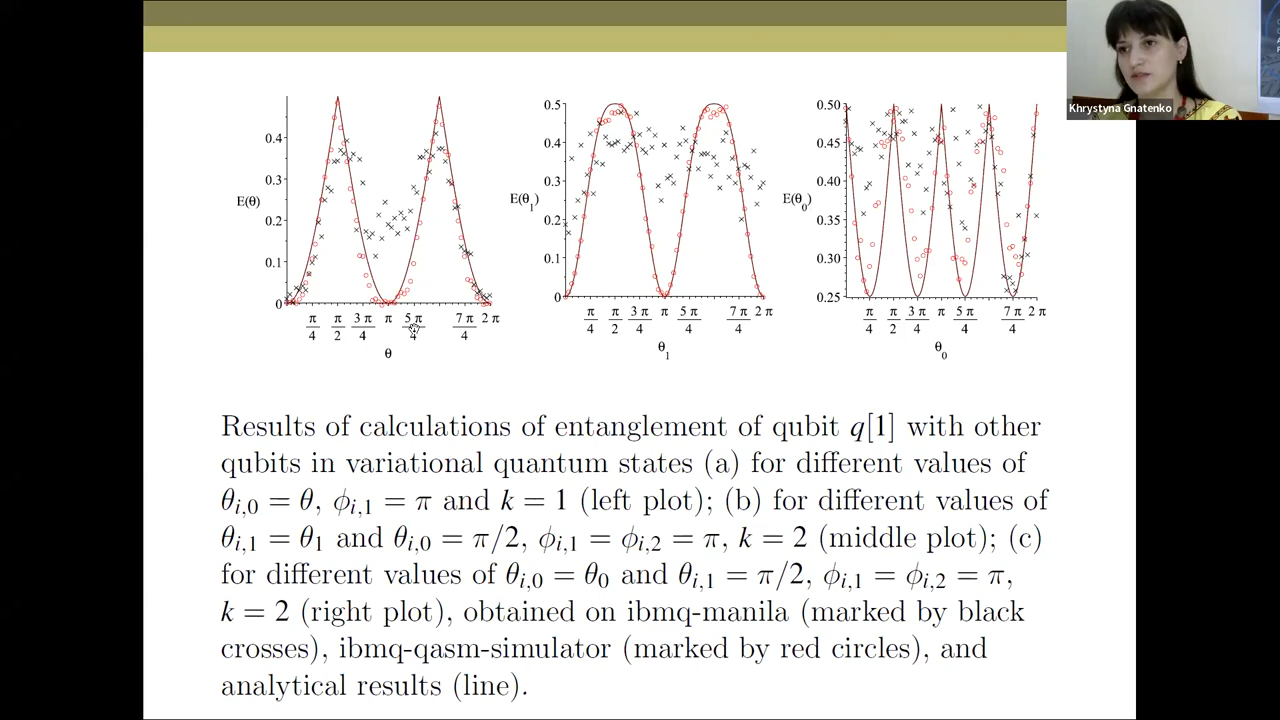 Khrystyna Gnatenko
0.4
0.3
E(θ)
0.2
0.1
0
π/4 π/2 3π/4 π 5π/4 7π/4 2π
θ
0.5
0.4
0.3
E(θ₁)
0.2
0.1
0
π/4 π/2 3π/4 π 5π/4 7π/4 2π
θ₁
0.50
0.45
0.40
E(θ₀)
0.35
0.30
0.25
π/4 π/2 3π/4 π 5π/4 7π/4 2π
θ₀
Results of calculations of entanglement of qubit q[1] with other
qubits in variational quantum states (a) for different values of
θᵢ,₀ = θ, ϕᵢ,₁ = π and k = 1 (left plot); (b) for different values of
θᵢ,₁ = θ₁ and θᵢ,₀ = π/2, ϕᵢ,₁ = ϕᵢ,₂ = π, k = 2 (middle plot); (c)
for different values of θᵢ,₀ = θ₀ and θᵢ,₁ = π/2, ϕᵢ,₁ = ϕᵢ,₂ = π,
k = 2 (right plot), obtained on ibmq-manila (marked by black
crosses), ibmq-qasm-simulator (marked by red circles), and
analytical results (line).